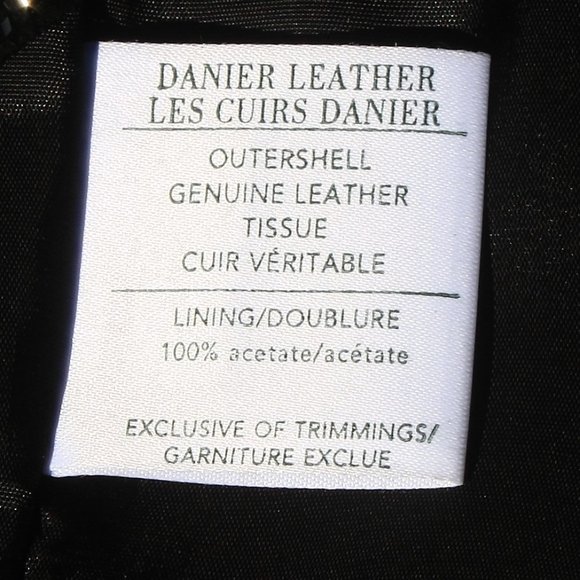 DANIER LEATHER
LES CUIRS DANIER
OUTERSHELL
GENUINE LEATHER
TISSUE
CUIR VÉRITABLE
LINING/DOUBLURE
100% acetate/acétate
EXCLUSIVE OF TRIMMINGS/
GARNITURE EXCLUE